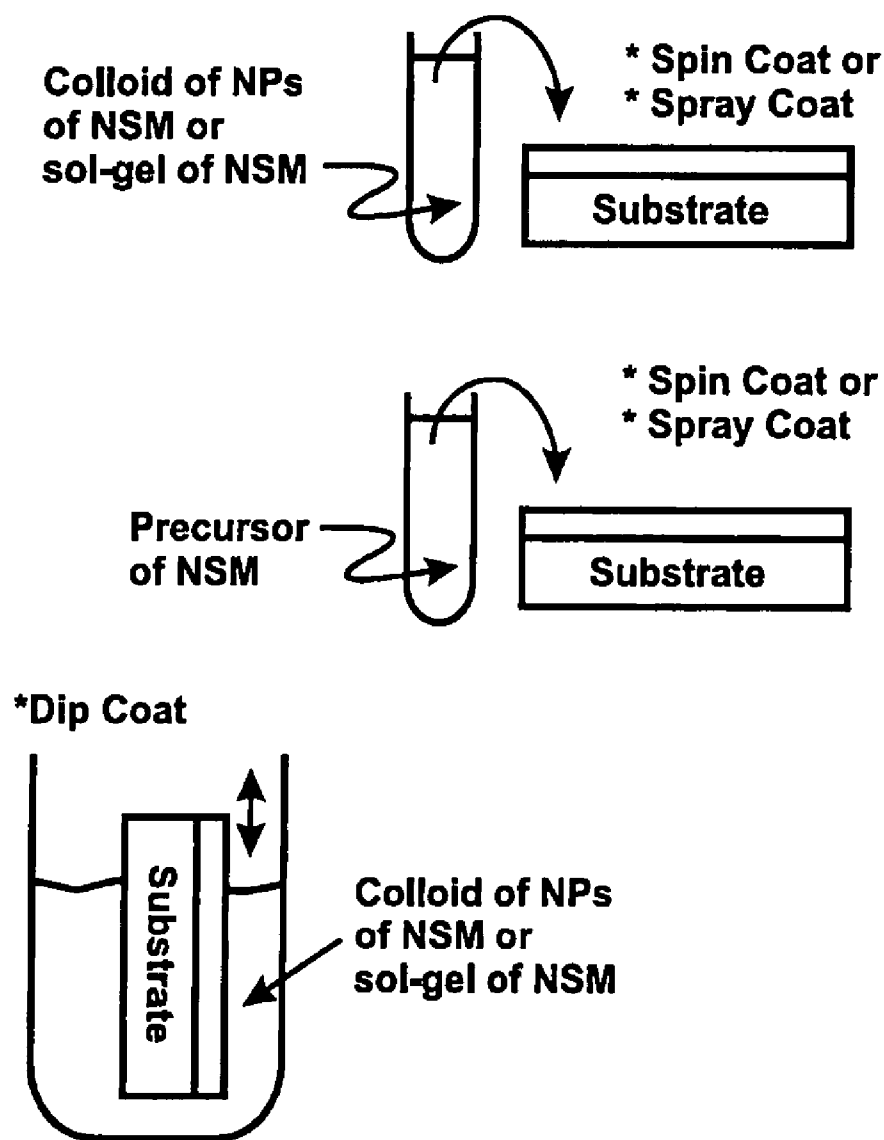 Colloid of NPs
of NSM or
sol-gel of NSM
* Spin Coat or
* Spray Coat
Substrate
* Spin Coat or
* Spray Coat
Precursor
of NSM
Substrate
*Dip Coat
Substrate
Colloid of NPs
of NSM or
sol-gel of NSM